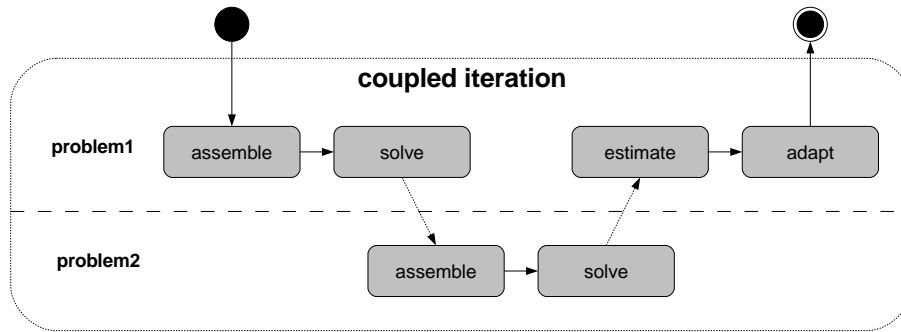 coupled iteration
problem1
assemble
solve
estimate
adapt
problem2
assemble
solve